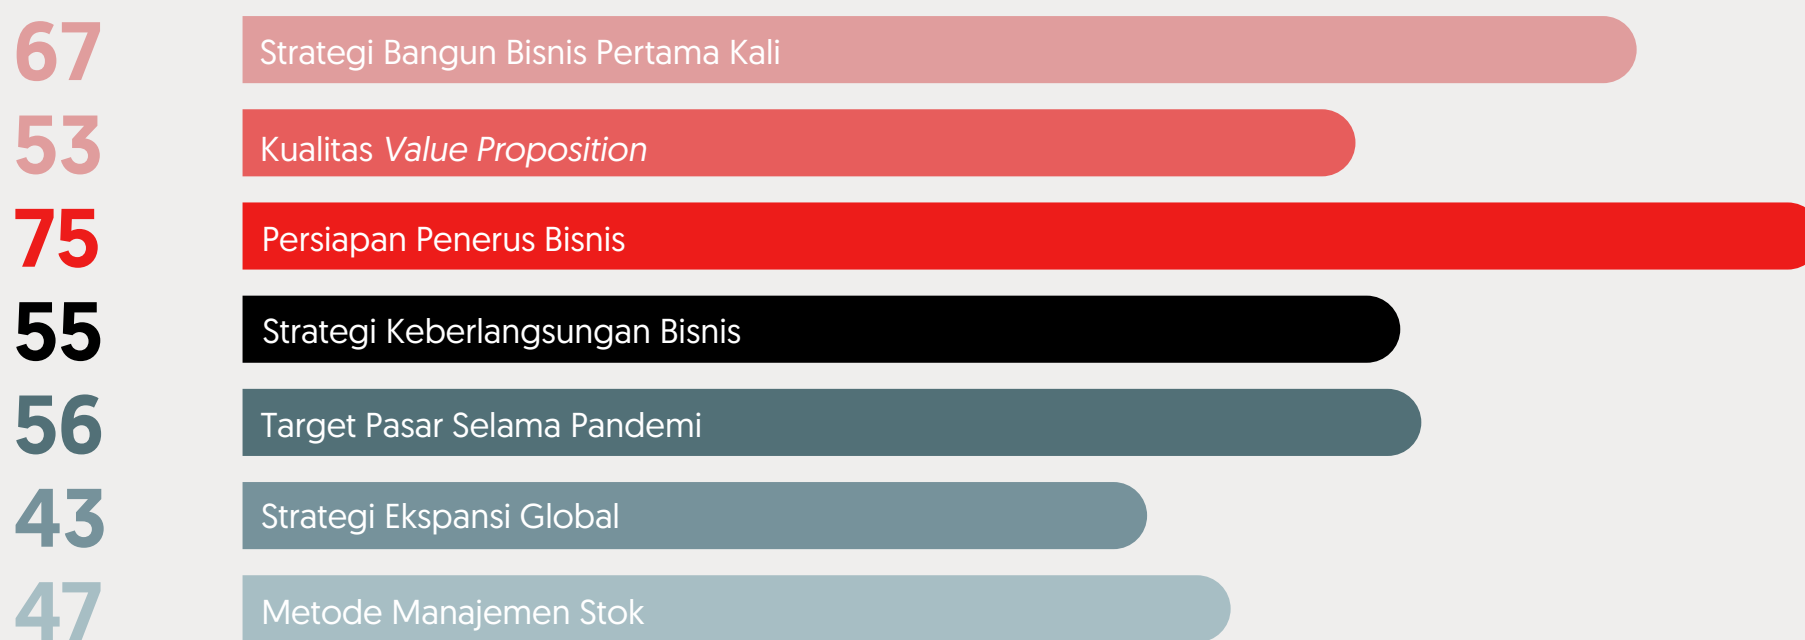 67 Strategi Bangun Bisnis Pertama Kali
53 Kualitas Value Proposition
75 Persiapan Penerus Bisnis
55 Strategi Keberlangsungan Bisnis
56 Target Pasar Selama Pandemi
43 Strategi Ekspansi Global
47 Metode Manajemen Stok